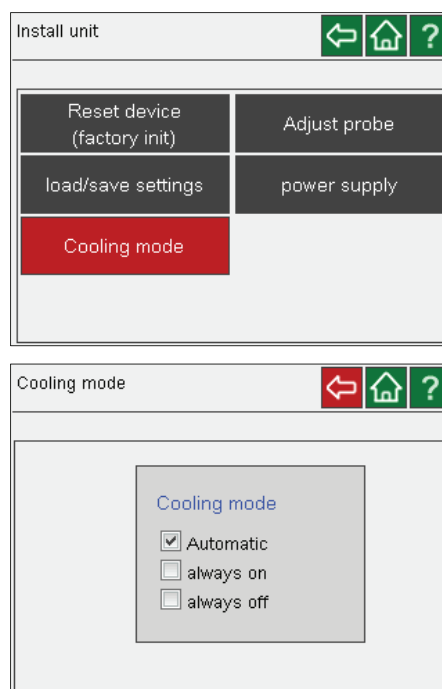 Install unit
?
Reset device
(factory init)
Adjust probe
load/save settings
power supply
Cooling mode
Cooling mode
?
Cooling mode
Automatic
always on
always off